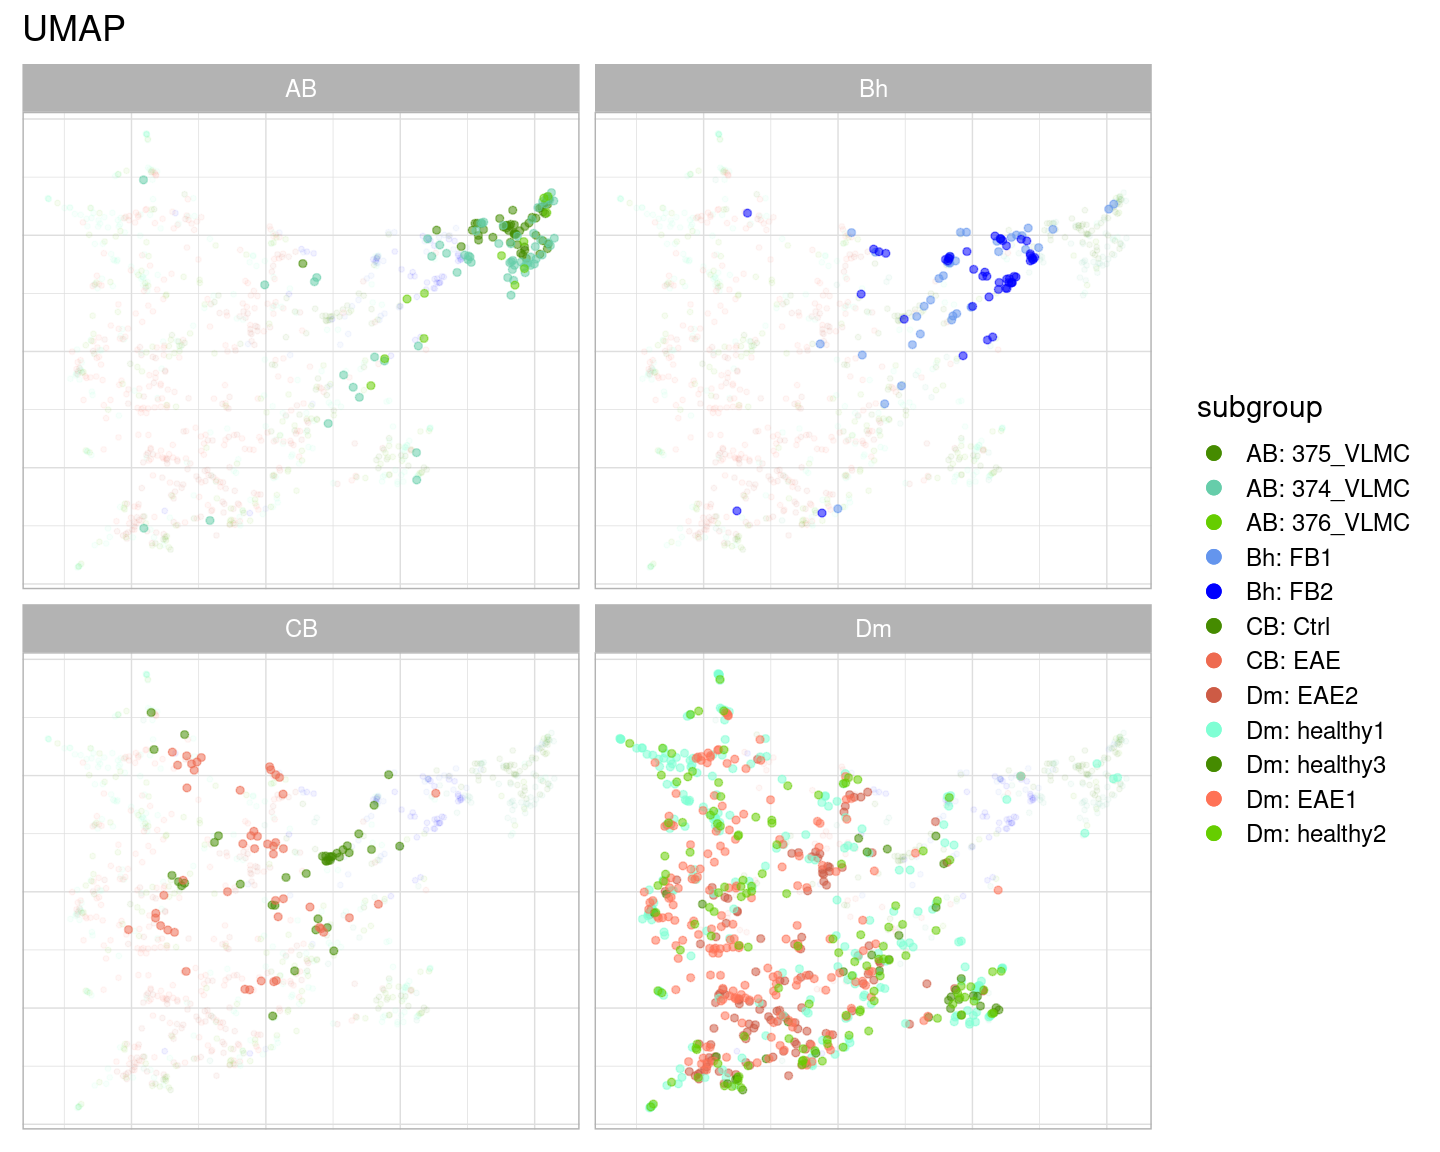 UMAP
AB
Bh
CB
Dm
subgroup
AB: 375_VLMC
AB: 374_VLMC
AB: 376_VLMC
Bh: FB1
Bh: FB2
CB: Ctrl
CB: EAE
Dm: EAE2
Dm: healthy1
Dm: healthy3
Dm: EAE1
Dm: healthy2